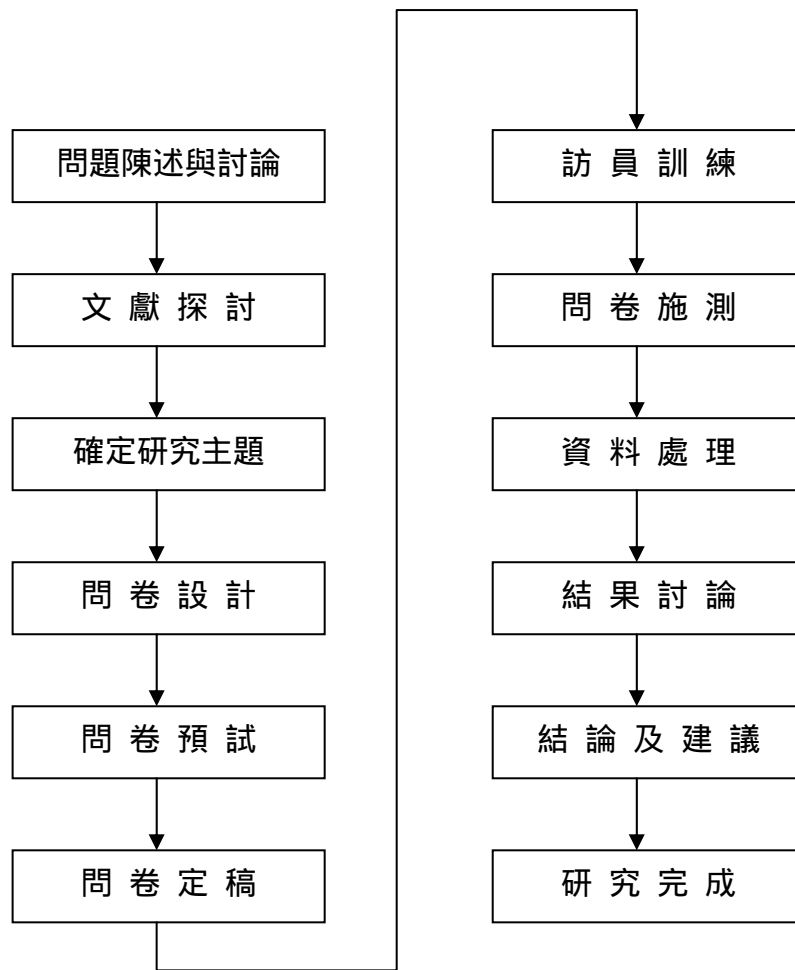 問題陳述與討論
文獻探討
確定研究主題
問卷設計
問卷預試
問卷定稿
訪員訓練
問卷施測
資料處理
結果討論
結論及建議
研究完成